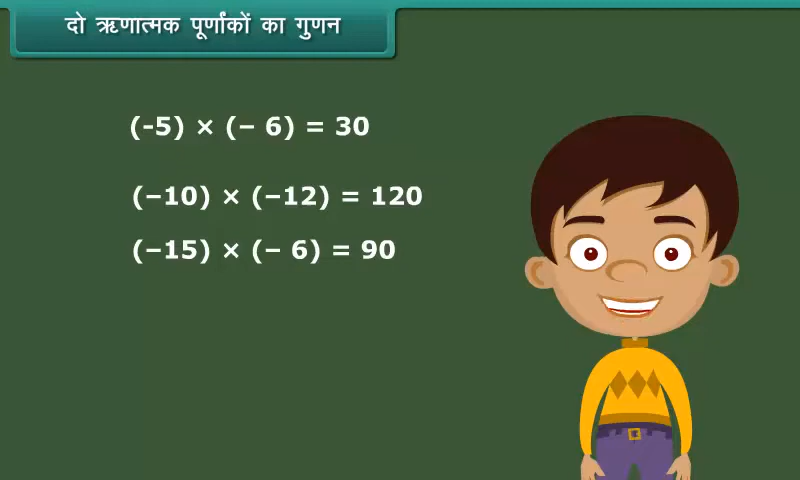 दो ऋणात्मक पूर्णांकों का गुणन
(-5) × (– 6) = 30
(–10) × (–12) = 120
(–15) × (– 6) = 90